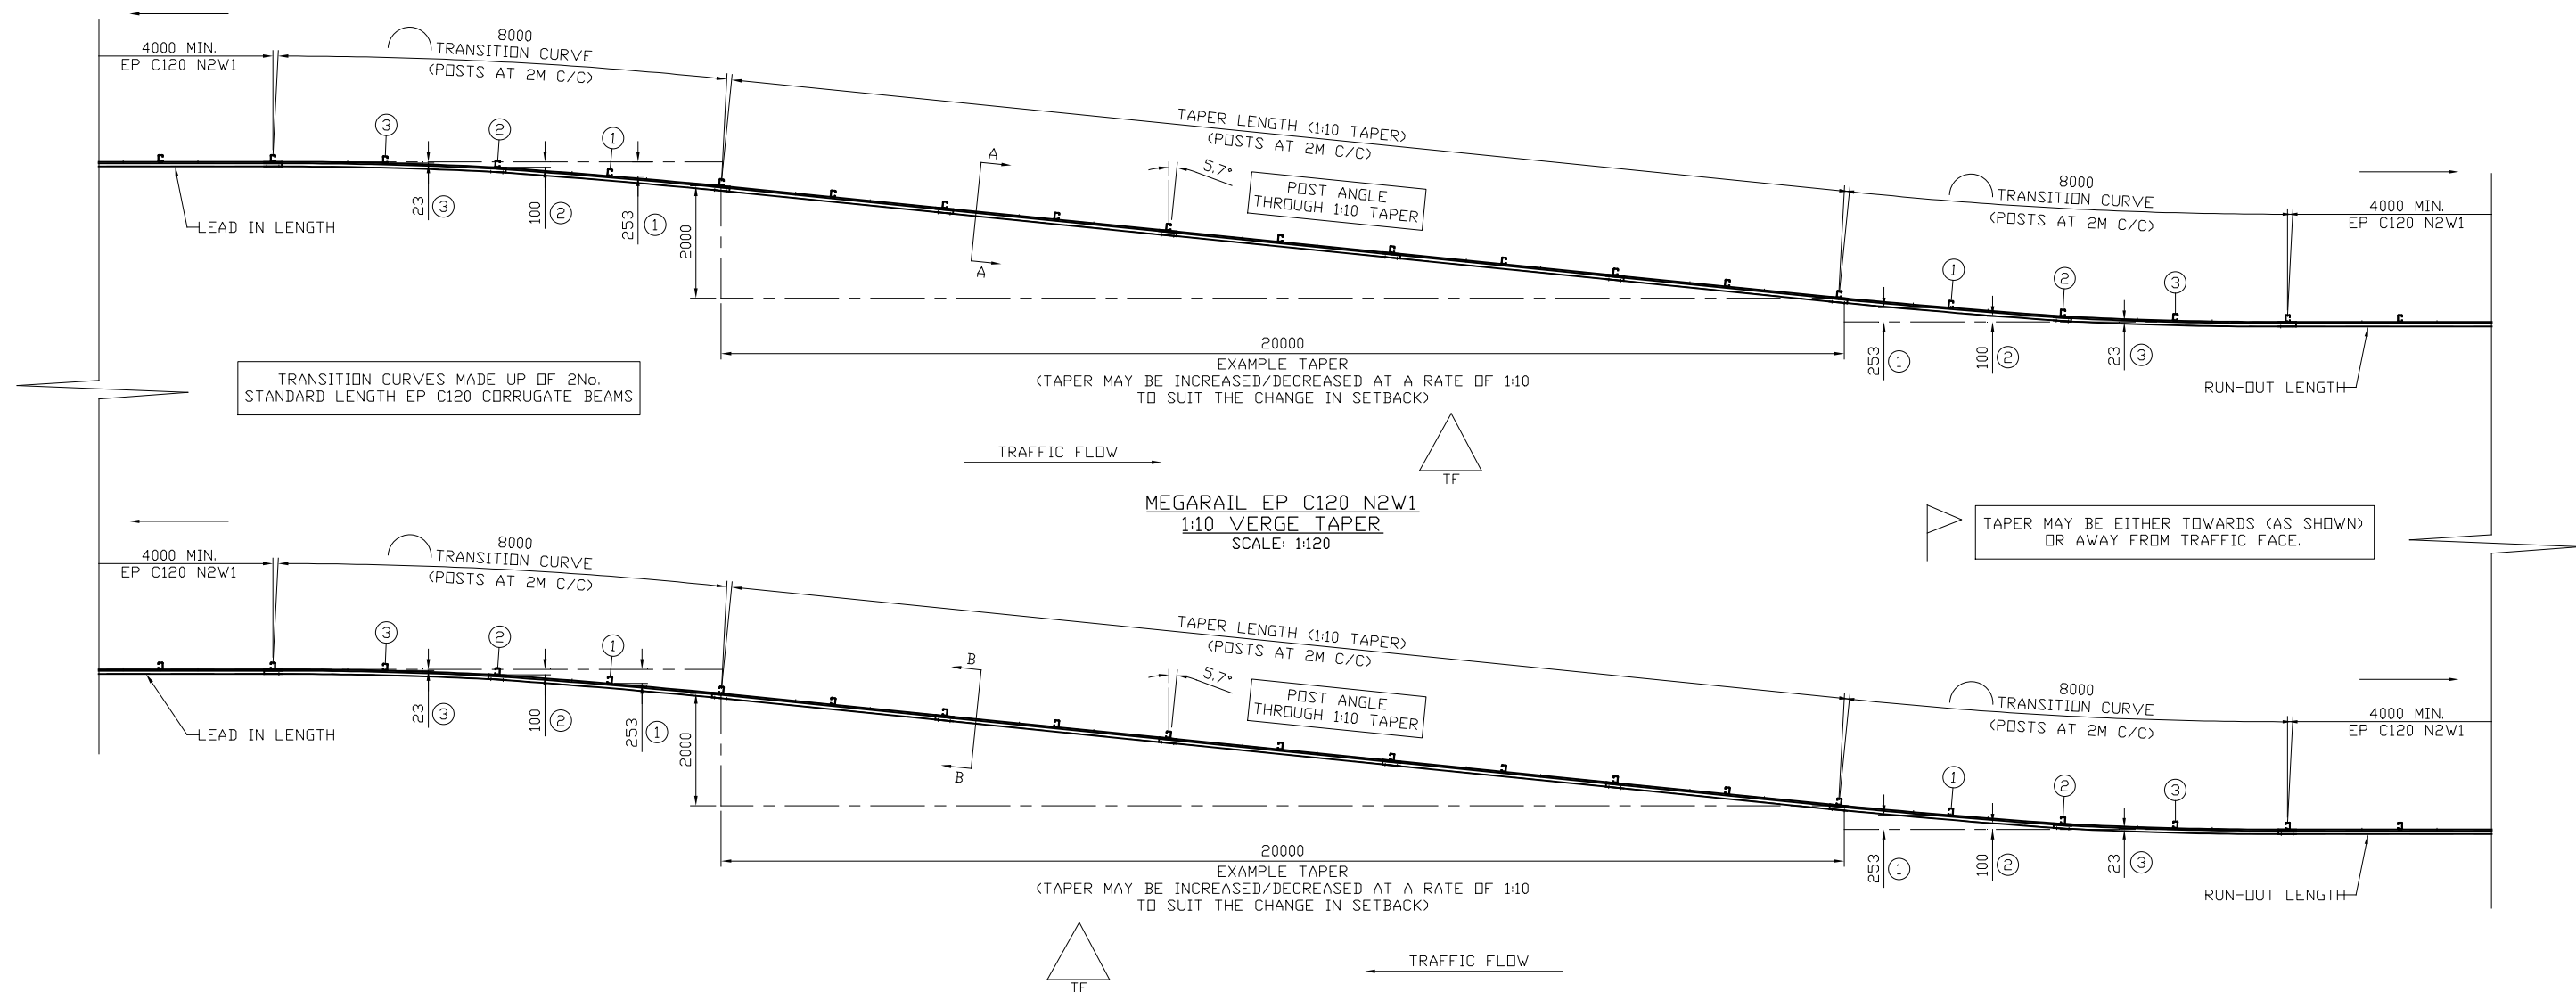 4000 MIN.
EP C120 N2W1
8000
TRANSITION CURVE
(POSTS AT 2M C/C)
TAPER LENGTH (1:10 TAPER)
(POSTS AT 2M C/C)
3
2
1
A
A
5,7°
POST ANGLE
THROUGH 1:10 TAPER
8000
TRANSITION CURVE
(POSTS AT 2M C/C)
4000 MIN.
EP C120 N2W1
LEAD IN LENGTH
23 3
100 2
253 1
2000
1
2
3
20000
EXAMPLE TAPER
(TAPER MAY BE INCREASED/DECREASED AT A RATE OF 1:10
TO SUIT THE CHANGE IN SETBACK)
253 1
100 2
23 3
RUN-OUT LENGTH
TRANSITION CURVES MADE UP OF 2No.
STANDARD LENGTH EP C120 CORRUGATE BEAMS
TRAFFIC FLOW
TF
MEGARAIL EP C120 N2W1
1:10 VERGE TAPER
SCALE: 1:120
TAPER MAY BE EITHER TOWARDS (AS SHOWN)
OR AWAY FROM TRAFFIC FACE.
4000 MIN.
EP C120 N2W1
8000
TRANSITION CURVE
(POSTS AT 2M C/C)
TAPER LENGTH (1:10 TAPER)
(POSTS AT 2M C/C)
3
2
1
B
B
5,7°
POST ANGLE
THROUGH 1:10 TAPER
8000
TRANSITION CURVE
(POSTS AT 2M C/C)
4000 MIN.
EP C120 N2W1
LEAD IN LENGTH
23 3
100 2
253 1
2000
1
2
3
20000
EXAMPLE TAPER
(TAPER MAY BE INCREASED/DECREASED AT A RATE OF 1:10
TO SUIT THE CHANGE IN SETBACK)
253 1
100 2
23 3
RUN-OUT LENGTH
TRAFFIC FLOW
TF